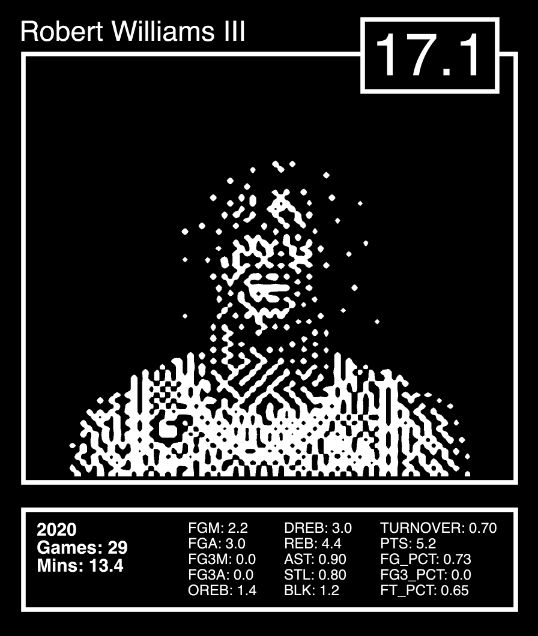 Robert Williams III
17.1
2020
Games: 29
Mins: 13.4
FGM: 2.2
FGA: 3.0
FG3M: 0.0
FG3A: 0.0
OREB: 1.4
DREB: 3.0
REB: 4.4
AST: 0.90
STL: 0.80
BLK: 1.2
TURNOVER: 0.70
PTS: 5.2
FG_PCT: 0.73
FG3_PCT: 0.0
FT_PCT: 0.65